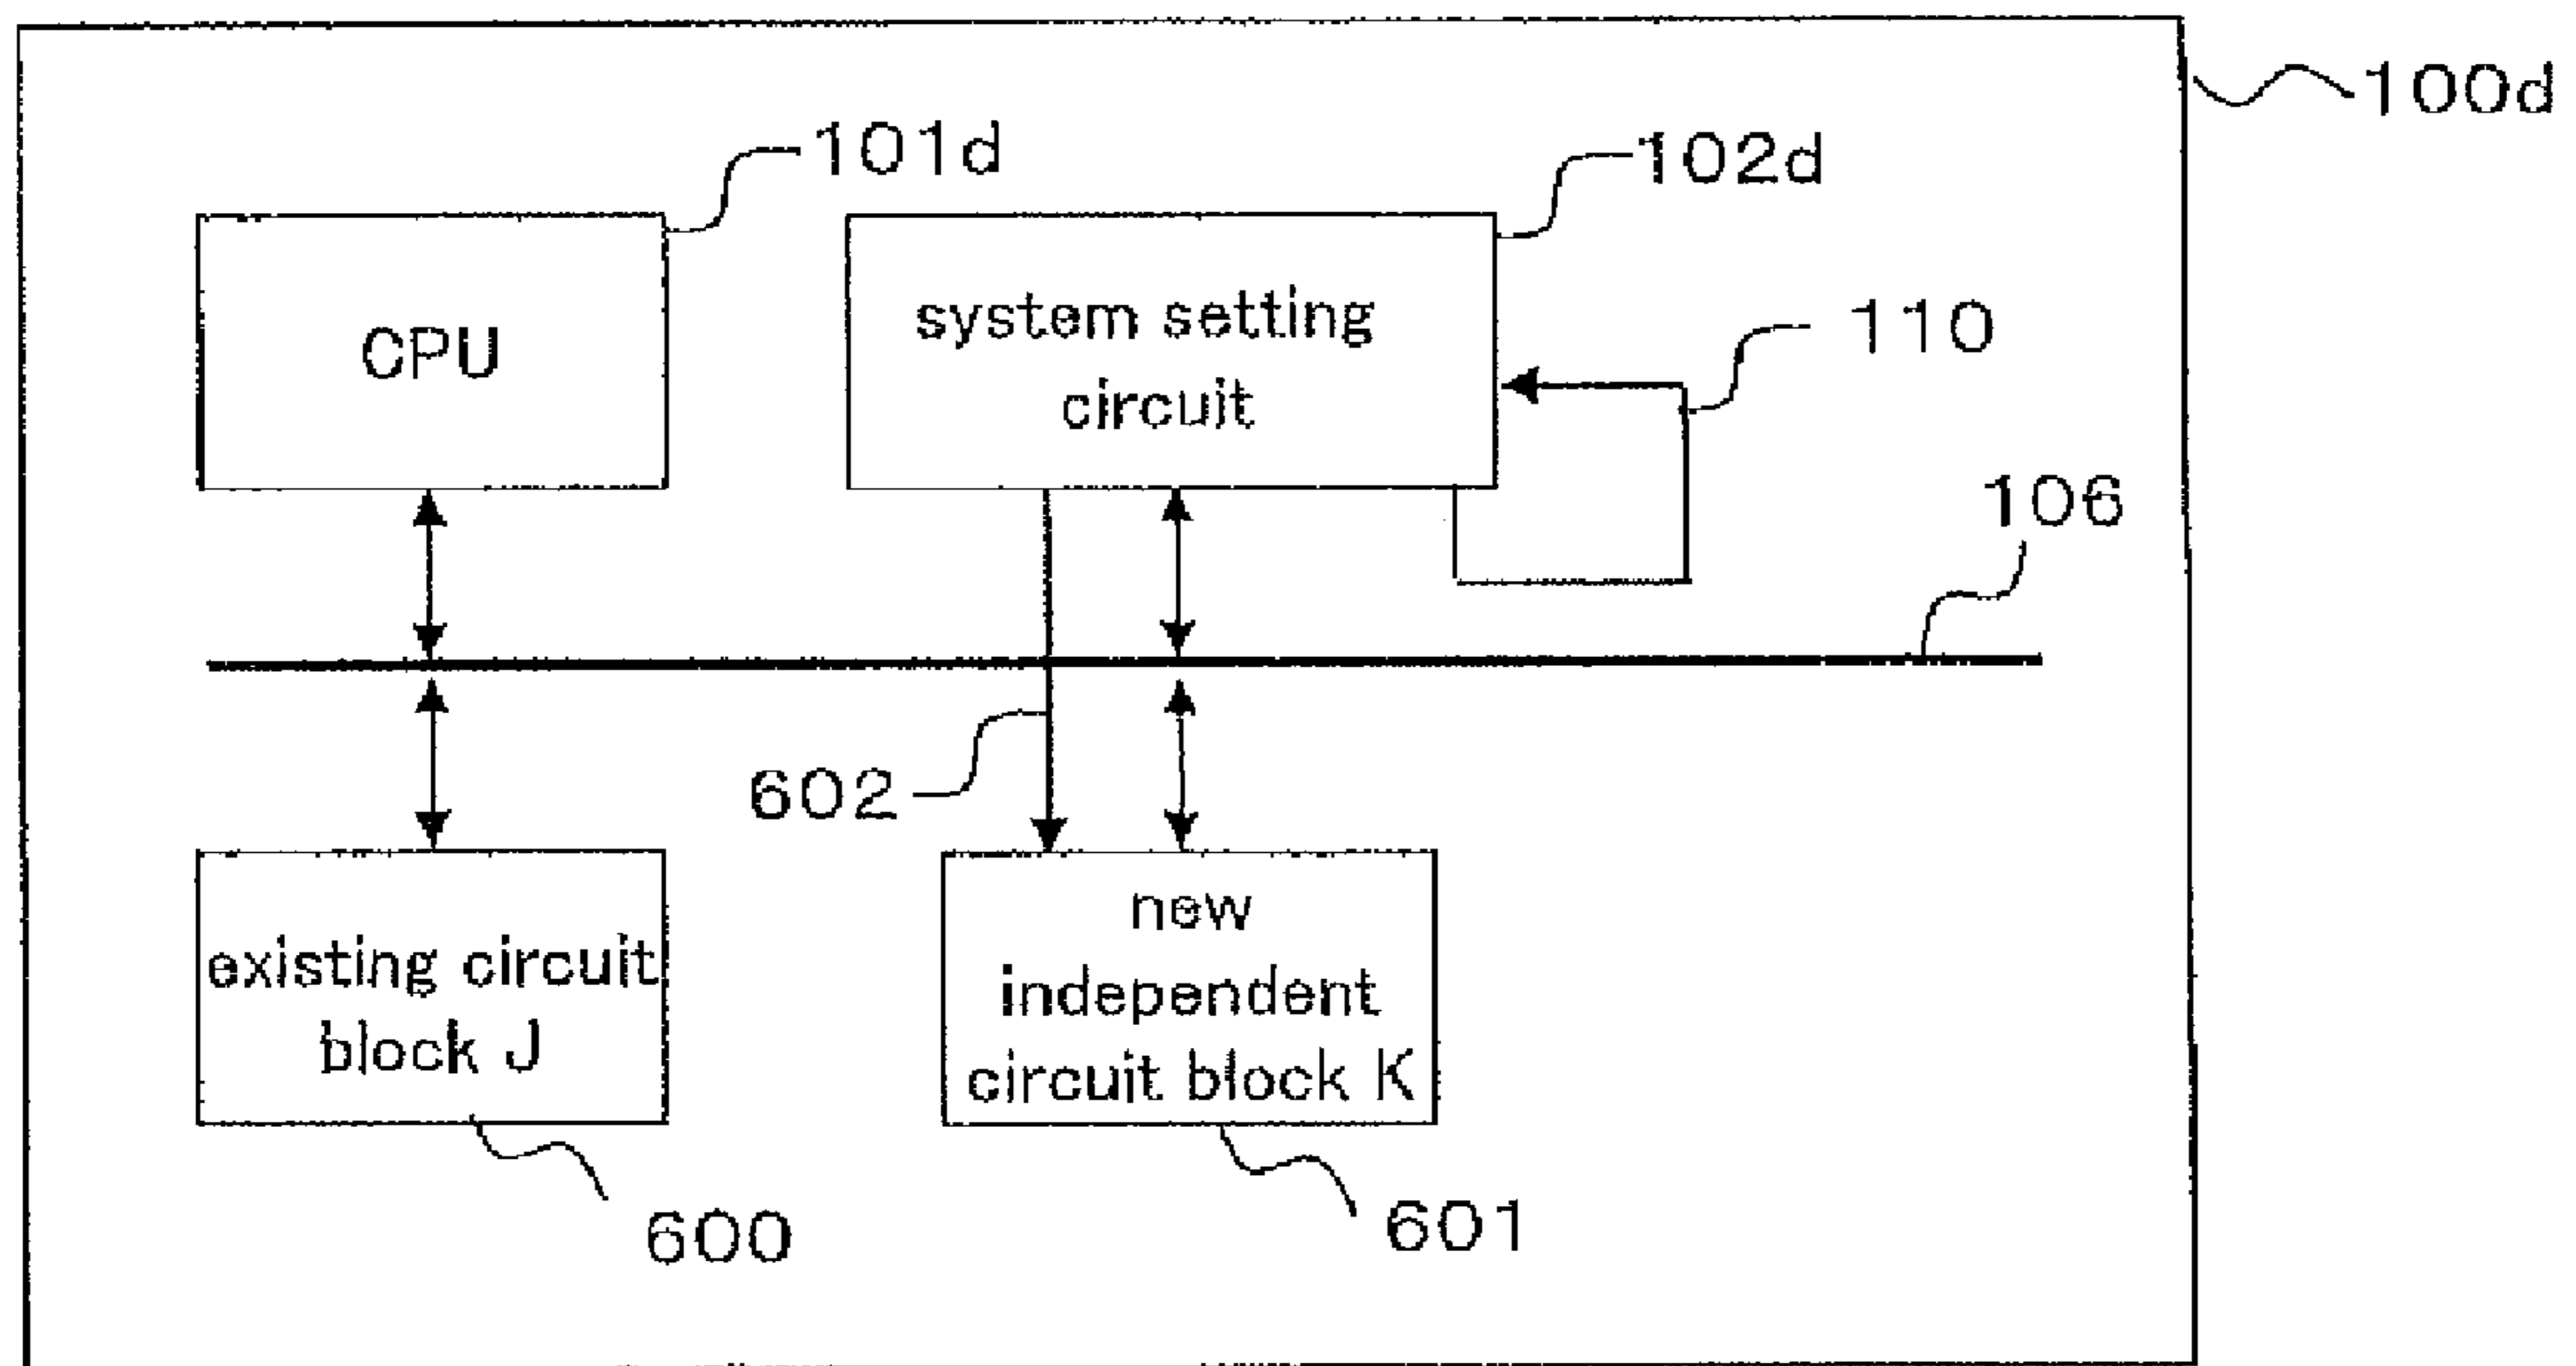 100d
101d
102d
CPU
system setting
circuit
110
106
602
existing circuit
block J
new
independent
circuit block K
600
601